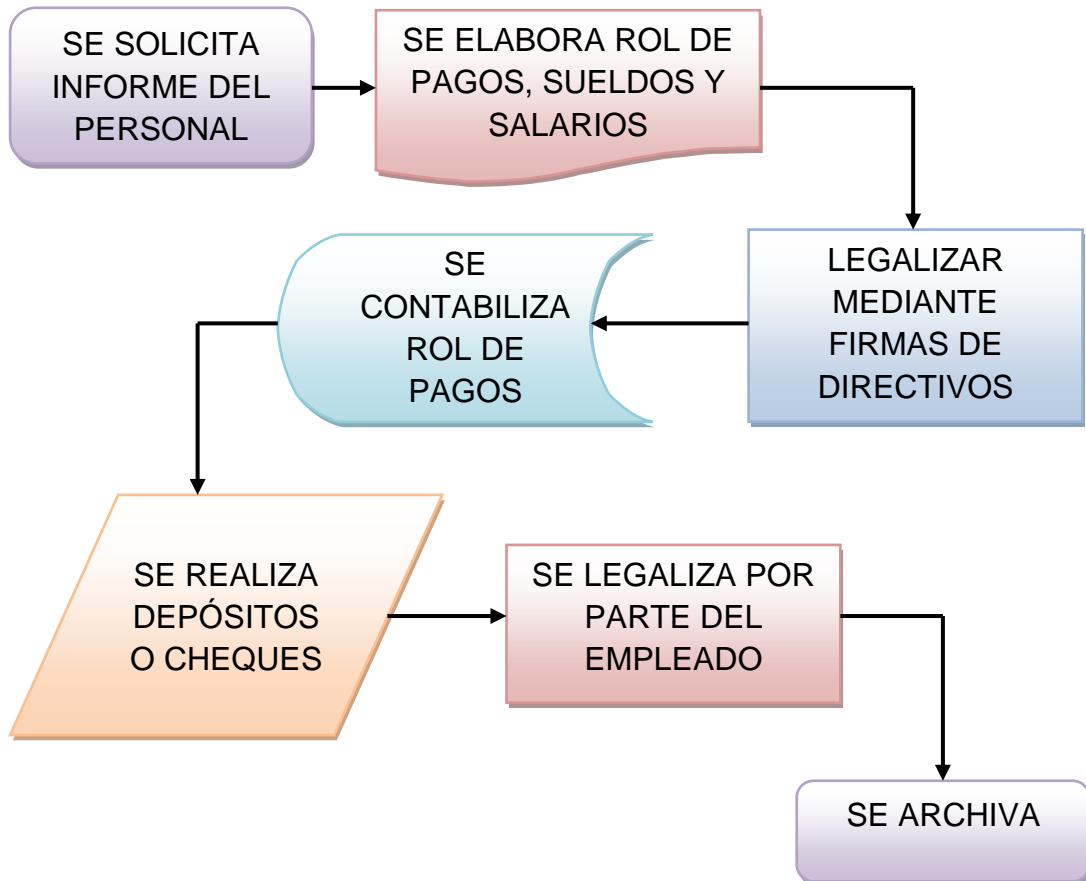 SE SOLICITA
INFORME DEL
PERSONAL
SE ELABORA ROL DE
PAGOS, SUELDOS Y
SALARIOS
LEGALIZAR
MEDIANTE
FIRMAS DE
DIRECTIVOS
SE
CONTABILIZA
ROL DE
PAGOS
SE REALIZA
DEPÓSITOS
O CHEQUES
SE LEGALIZA POR
PARTE DEL
EMPLEADO
SE ARCHIVA